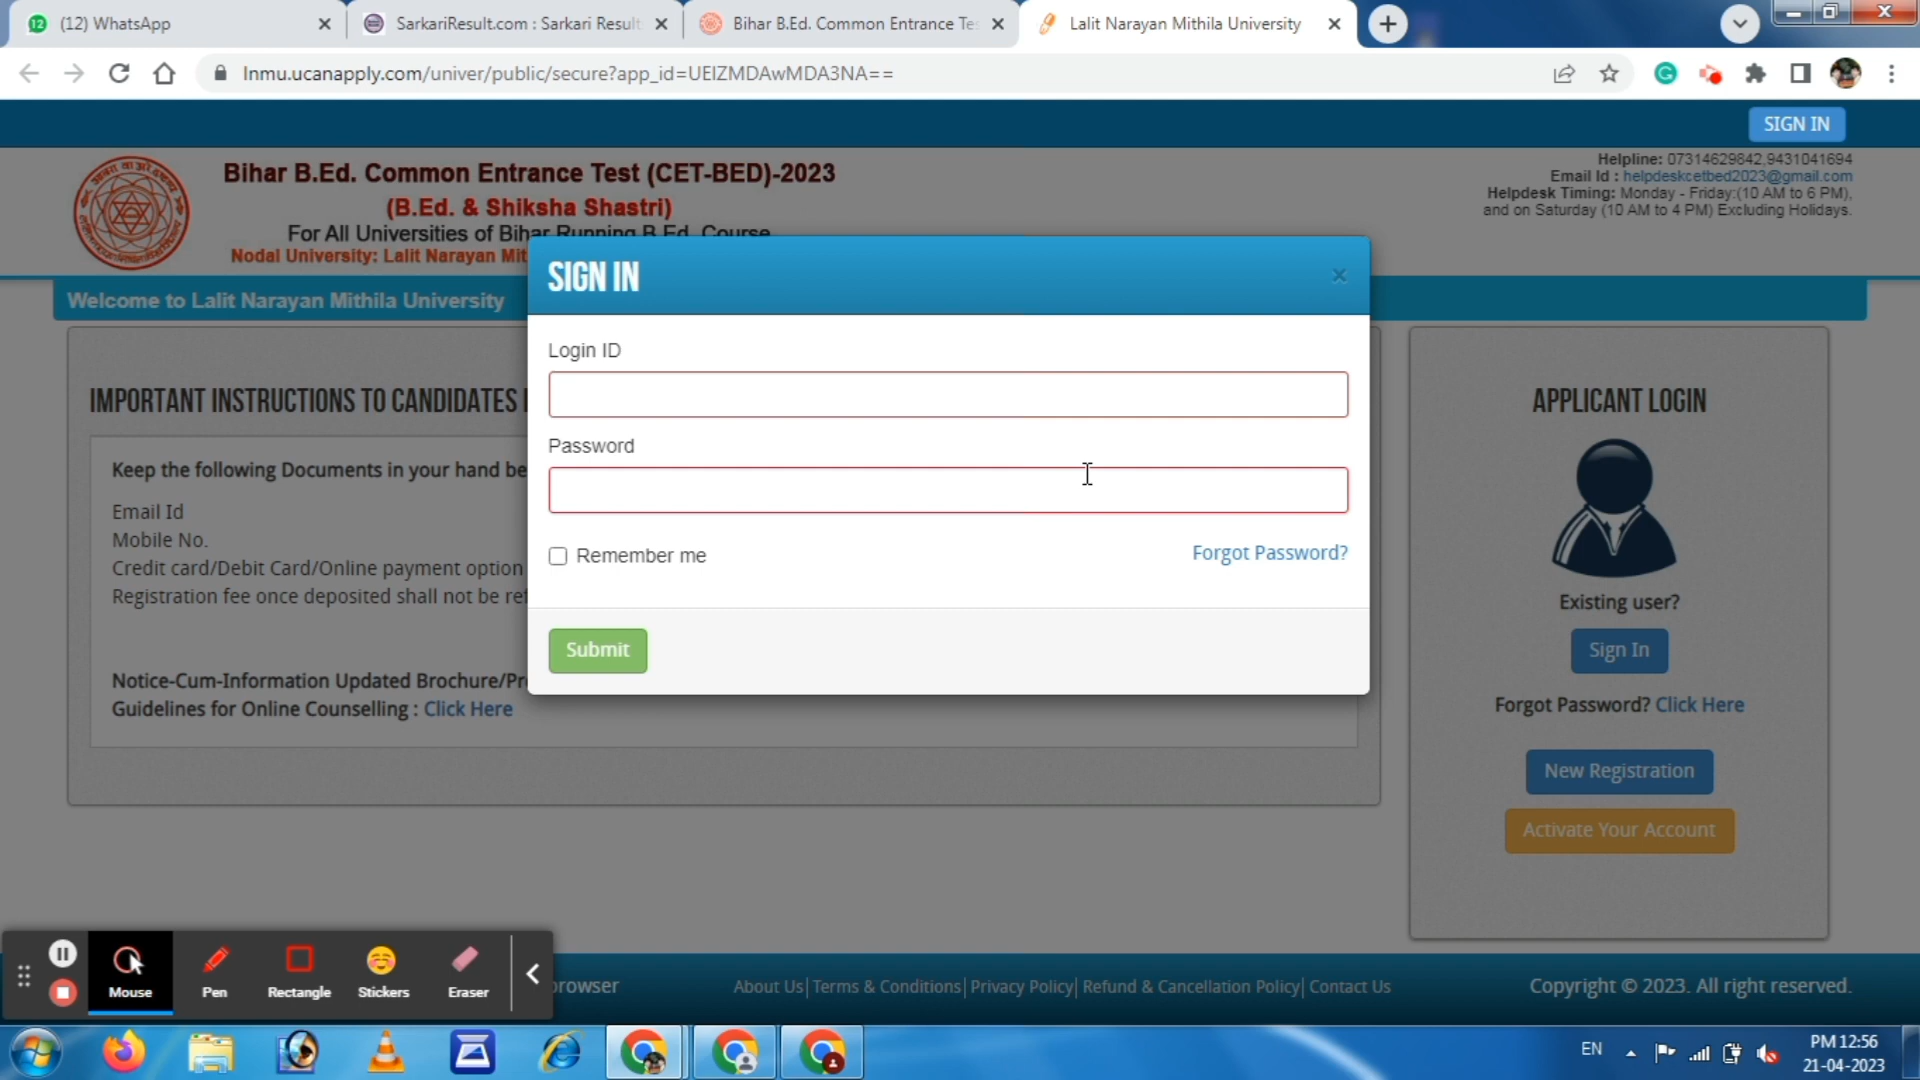 (12) WhatsApp
SarkariResult.com : Sarkari Result
Bihar B.Ed. Common Entrance Te
Lalit Narayan Mithila University
lnmu.ucanapply.com/univer/public/secure?app_id=UElZMDAwMDA3NA==
SIGN IN
Bihar B.Ed. Common Entrance Test (CET-BED)-2023
(B.Ed. & Shiksha Shastri)
For All Universities of Bihar Running B.Ed. Course
Nodal University: Lalit Narayan Mit
Helpline: 07314629842,9431041694
Email Id : helpdeskcetbed2023@gmail.com
Helpdesk Timing: Monday - Friday:(10 AM to 6 PM),
and on Saturday (10 AM to 4 PM) Excluding Holidays.
Welcome to Lalit Narayan Mithila University
SIGN IN
×
Login ID
Password
Remember me
Forgot Password?
Submit
IMPORTANT INSTRUCTIONS TO CANDIDATES
Keep the following Documents in your hand be
Email Id
Mobile No.
Credit card/Debit Card/Online payment option
Registration fee once deposited shall not be ref
Notice-Cum-Information Updated Brochure/Pr
Guidelines for Online Counselling : Click Here
APPLICANT LOGIN
Existing user?
Sign In
Forgot Password? Click Here
New Registration
Activate Your Account
Mouse
Pen
Rectangle
Stickers
Eraser
browser
About Us| Terms & Conditions| Privacy Policy| Refund & Cancellation Policy| Contact Us
Copyright © 2023. All right reserved.
EN
PM 12:56
21-04-2023